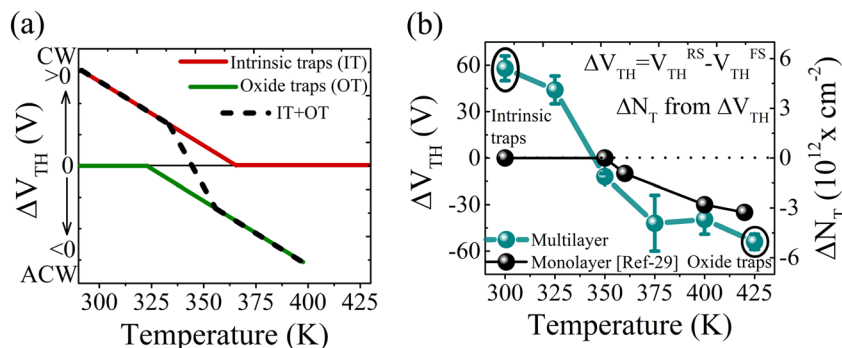 (a)
CW
>0
0
<0
ACW
ΔV_TH (V)
Intrinsic traps (IT)
Oxide traps (OT)
IT+OT
300 325 350 375 400 425
Temperature (K)
(b)
60
30
0
-30
-60
ΔV_TH (V)
ΔV_TH=V_TH^RS-V_TH^FS
ΔN_T from ΔV_TH
Intrinsic
traps
Multilayer
Monolayer [Ref-29]
Oxide traps
6
3
0
-3
-6
ΔN_T (10^12x cm^-2)
300 325 350 375 400 425
Temperature (K)